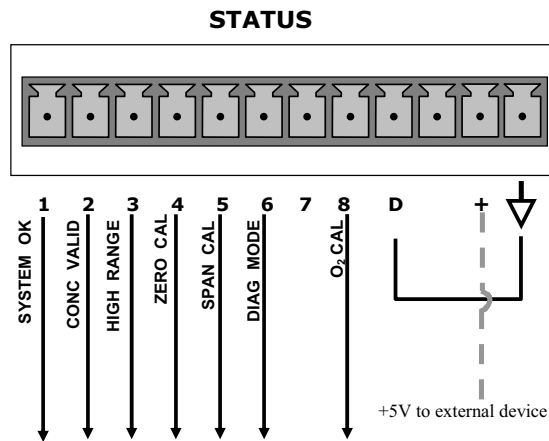 STATUS
1 2 3 4 5 6 7 8 D +
SYSTEM OK
CONC VALID
HIGH RANGE
ZERO CAL
SPAN CAL
DIAG MODE
O₂ CAL
+5V to external device